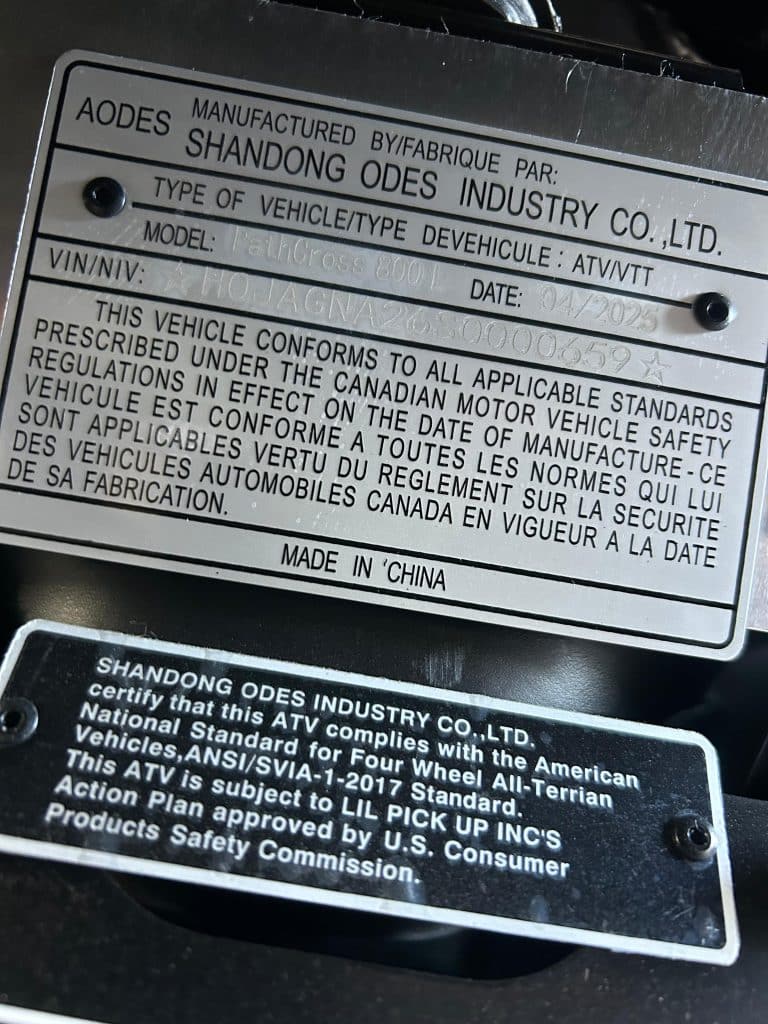 MANUFACTURED BY/FABRIQUE PAR:
AODES SHANDONG ODES INDUSTRY CO.,LTD.
TYPE OF VEHICLE/TYPE DEVEHICULE: ATV/VTT
MODEL: PathCross 800 DATE: 04/2025
VIN/NIV:
THIS VEHICLE CONFORMS TO ALL APPLICABLE STANDARDS
PRESCRIBED UNDER THE CANADIAN MOTOR VEHICLE SAFETY
REGULATIONS IN EFFECT ON THE DATE OF MANUFACTURE-CE
VEHICULE EST CONFORME A TOUTES LES NORMES QUI LUI
SONT APPLICABLES VERTU DU REGLEMENT SUR LA SECURITE
DES VEHICULES AUTOMOBILES CANADA EN VIGUEUR A LA DATE
DE SA FABRICATION.
MADE IN CHINA
SHANDONG ODES INDUSTRY CO.,LTD.
certify that this ATV complies with the American
National Standard for Four Wheel All-Terrian
Vehicles,ANSI/SVIA-1-2017 Standard.
This ATV is subject to LIL PICK UP INC'S
Action Plan approved by U.S. Consumer
Products Safety Commission.